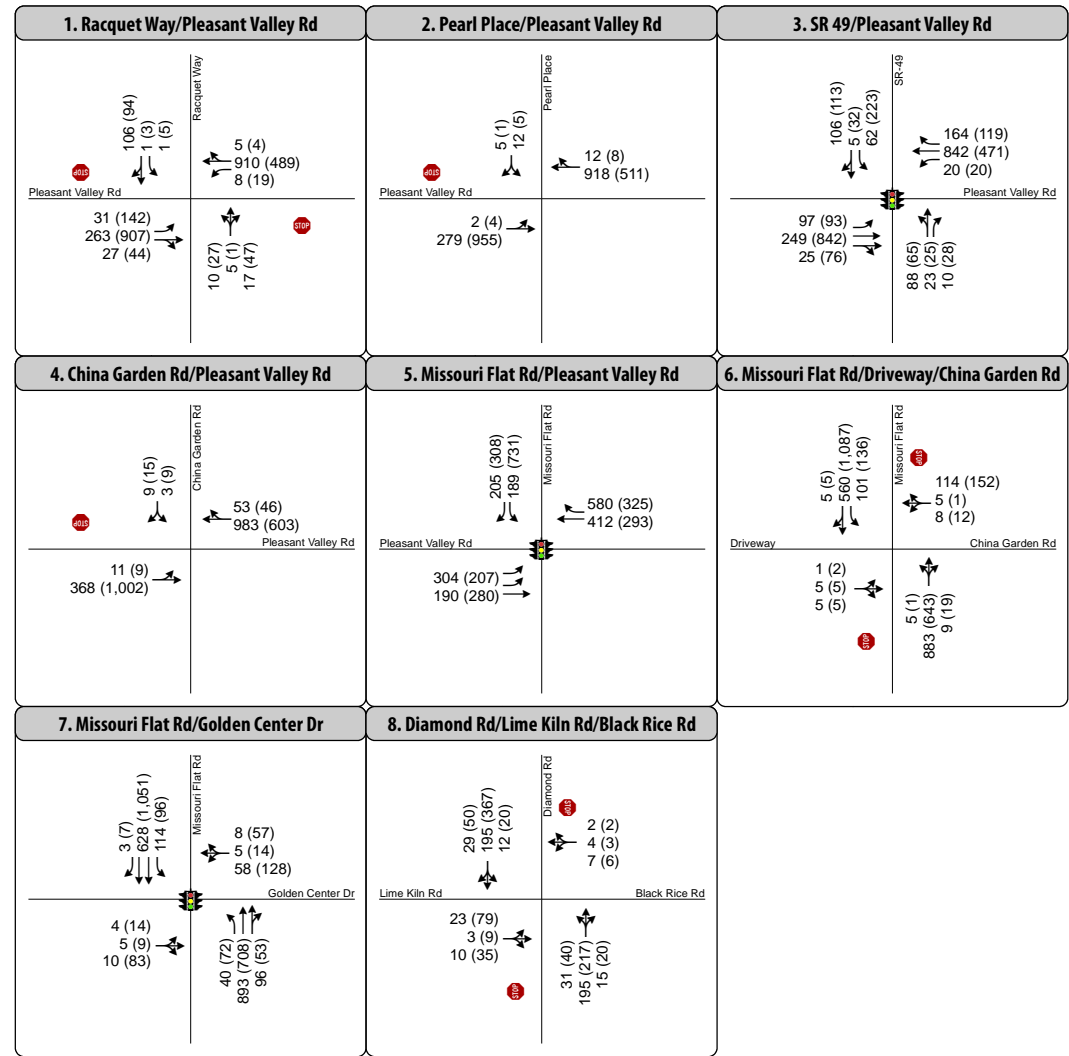 1. Racquet Way/Pleasant Valley Rd
Racquet Way
106 (94)
1 (3)
1 (5)
5 (4)
910 (489)
8 (19)
STOP
Pleasant Valley Rd
31 (142)
263 (907)
27 (44)
10 (27)
5 (1)
17 (47)
STOP
2. Pearl Place/Pleasant Valley Rd
Pearl Place
5 (1)
12 (5)
12 (8)
918 (511)
STOP
Pleasant Valley Rd
2 (4)
279 (955)
3. SR 49/Pleasant Valley Rd
SR-49
106 (113)
5 (32)
62 (223)
164 (119)
842 (471)
20 (20)
Pleasant Valley Rd
97 (93)
249 (842)
25 (76)
88 (65)
23 (25)
10 (28)
4. China Garden Rd/Pleasant Valley Rd
China Garden Rd
9 (15)
3 (9)
53 (46)
983 (603)
STOP
Pleasant Valley Rd
11 (9)
368 (1,002)
5. Missouri Flat Rd/Pleasant Valley Rd
Missouri Flat Rd
205 (308)
189 (731)
580 (325)
412 (293)
Pleasant Valley Rd
304 (207)
190 (280)
6. Missouri Flat Rd/Driveway/China Garden Rd
Missouri Flat Rd
5 (5)
560 (1,087)
101 (136)
STOP
114 (152)
5 (1)
8 (12)
Driveway
China Garden Rd
1 (2)
5 (5)
5 (5)
5 (1)
883 (643)
9 (19)
STOP
7. Missouri Flat Rd/Golden Center Dr
Missouri Flat Rd
3 (7)
628 (1,051)
114 (96)
8 (57)
5 (14)
58 (128)
Golden Center Dr
4 (14)
5 (9)
10 (83)
40 (72)
893 (708)
96 (53)
8. Diamond Rd/Lime Kiln Rd/Black Rice Rd
Diamond Rd
29 (50)
195 (367)
12 (20)
STOP
2 (2)
4 (3)
7 (6)
Lime Kiln Rd
Black Rice Rd
23 (79)
3 (9)
10 (35)
31 (40)
195 (217)
15 (20)
STOP